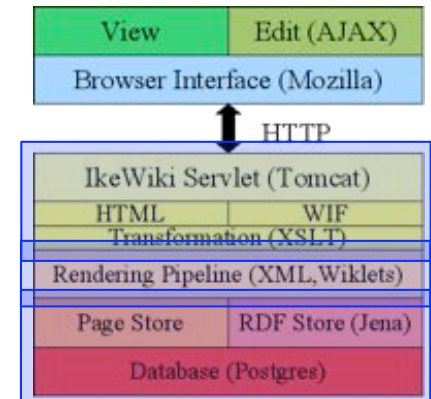 View Edit (AJAX)
Browser Interface (Mozilla)
HTTP
IkeWiki Servlet (Tomcat)
HTML WIF
Transformation (XSLT)
Rendering Pipeline (XML,Wiklets)
Page Store RDF Store (Jena)
Database (Postgres)